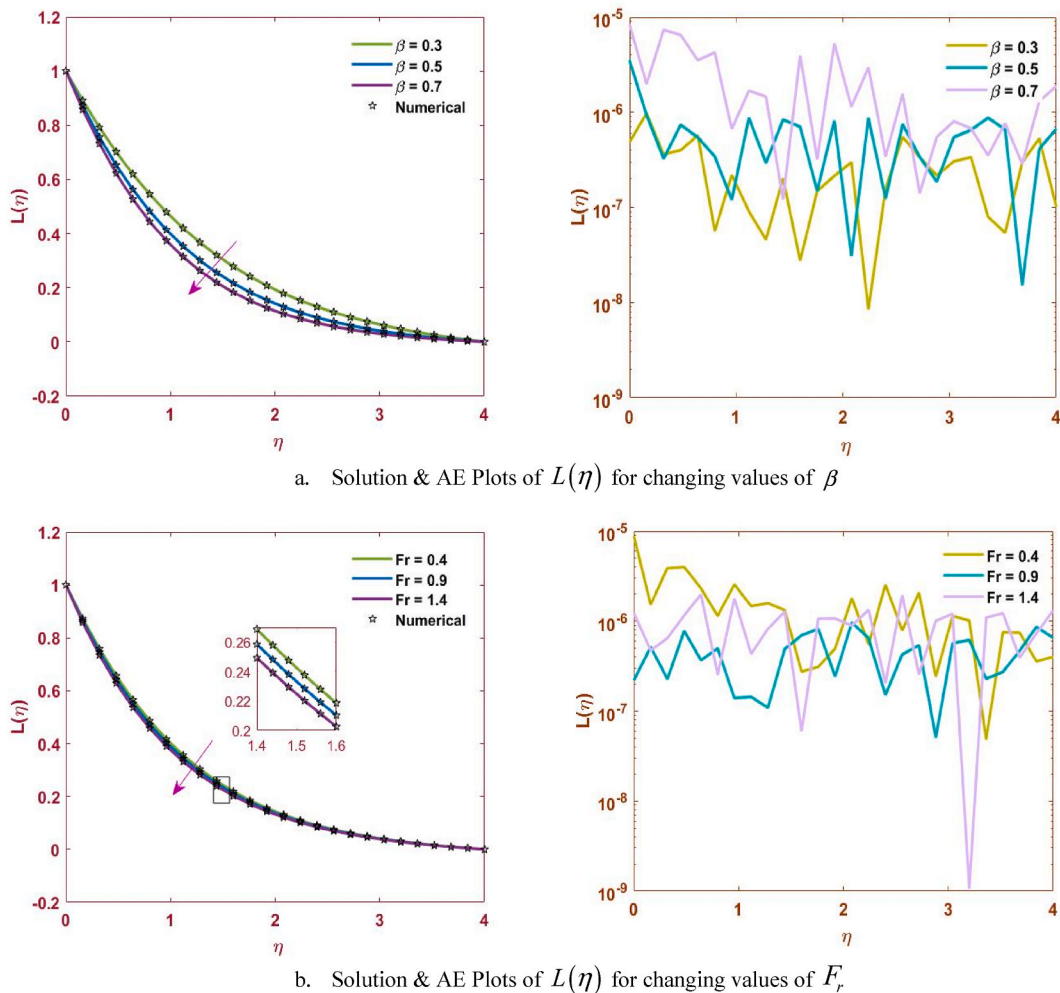 1.2
1
0.8
0.6
0.4
0.2
0
-0.2
L(η)
0 1 2 3 4
η
β = 0.3
β = 0.5
β = 0.7
Numerical
10⁻⁵
10⁻⁶
10⁻⁷
10⁻⁸
10⁻⁹
L(η)
0 1 2 3 4
η
β = 0.3
β = 0.5
β = 0.7
a. Solution & AE Plots of L(η) for changing values of β
1.2
1
0.8
0.6
0.4
0.2
0
-0.2
L(η)
0 1 2 3 4
η
Fr = 0.4
Fr = 0.9
Fr = 1.4
Numerical
0.26
0.24
0.22
0.2
1.4 1.5 1.6
10⁻⁵
10⁻⁶
10⁻⁷
10⁻⁸
10⁻⁹
L(η)
0 1 2 3 4
η
Fr = 0.4
Fr = 0.9
Fr = 1.4
b. Solution & AE Plots of L(η) for changing values of Fᵣ